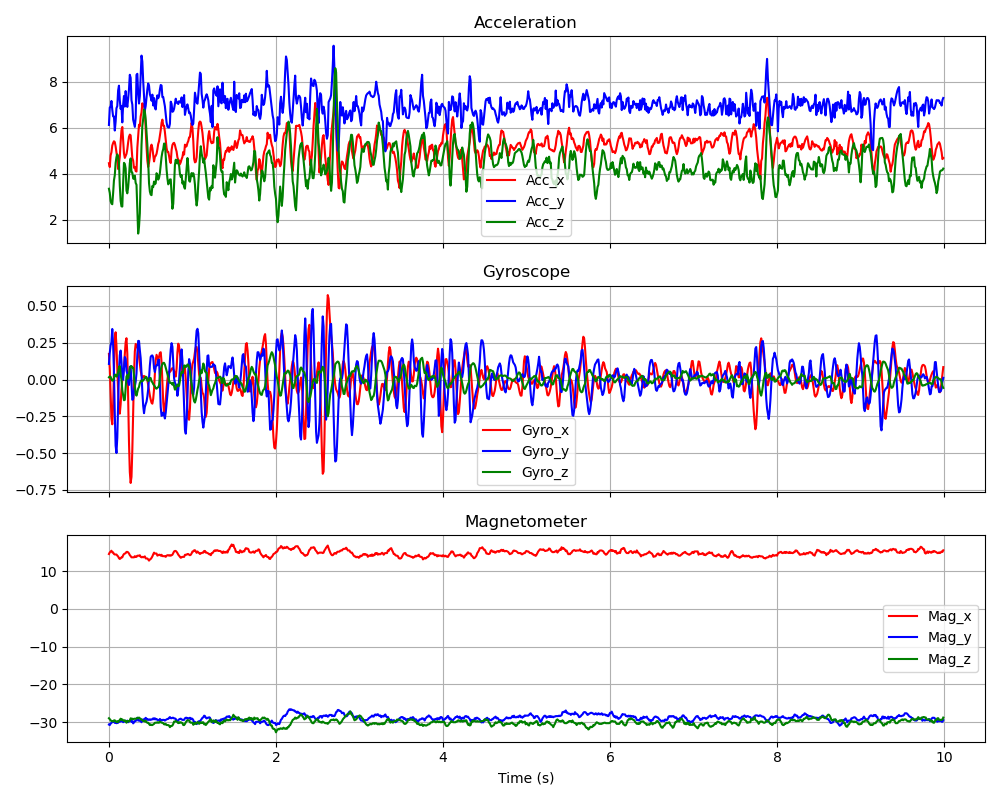 Acceleration
8
6
4
2
Acc_x
Acc_y
Acc_z
Gyroscope
0.50
0.25
0.00
−0.25
−0.50
−0.75
Gyro_x
Gyro_y
Gyro_z
Magnetometer
10
0
−10
−20
−30
Mag_x
Mag_y
Mag_z
0 2 4 6 8 10
Time (s)